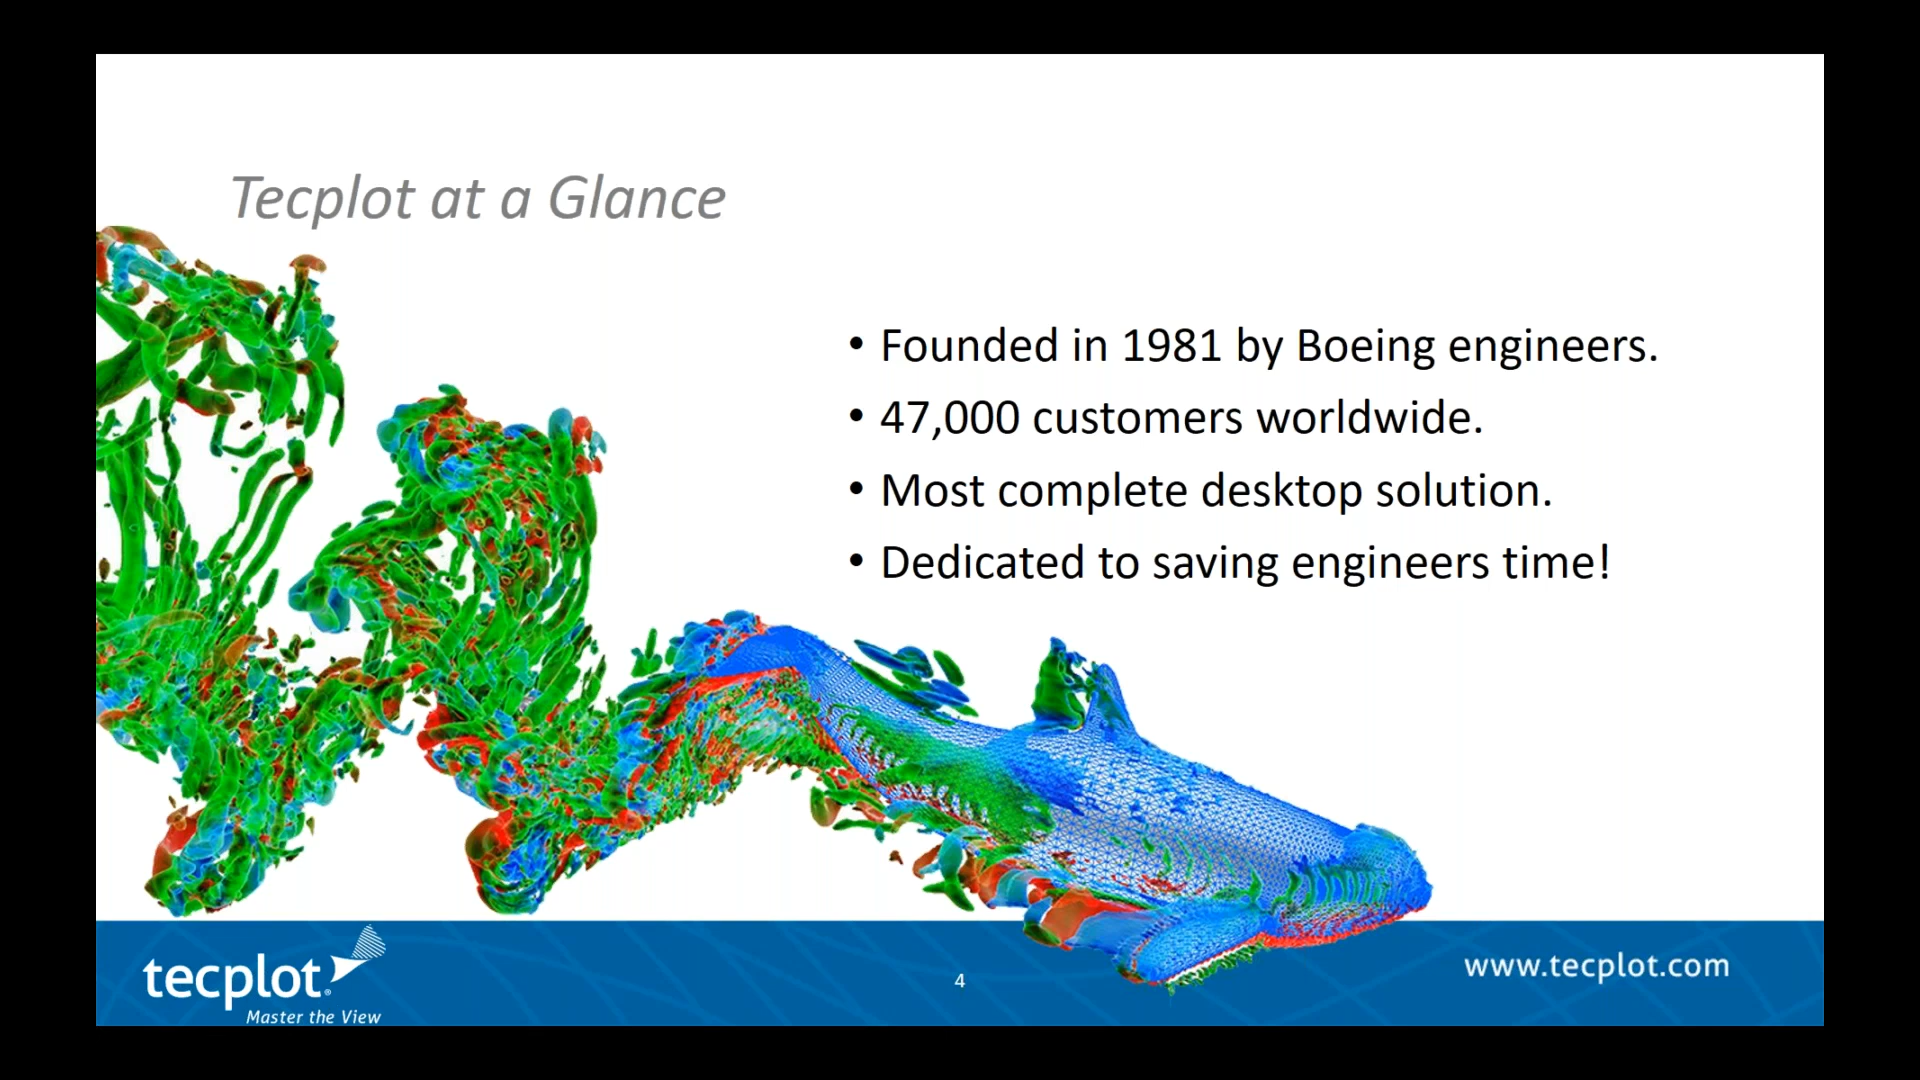 Tecplot at a Glance
• Founded in 1981 by Boeing engineers.
• 47,000 customers worldwide.
• Most complete desktop solution.
• Dedicated to saving engineers time!
tecplot®
Master the View
4
www.tecplot.com